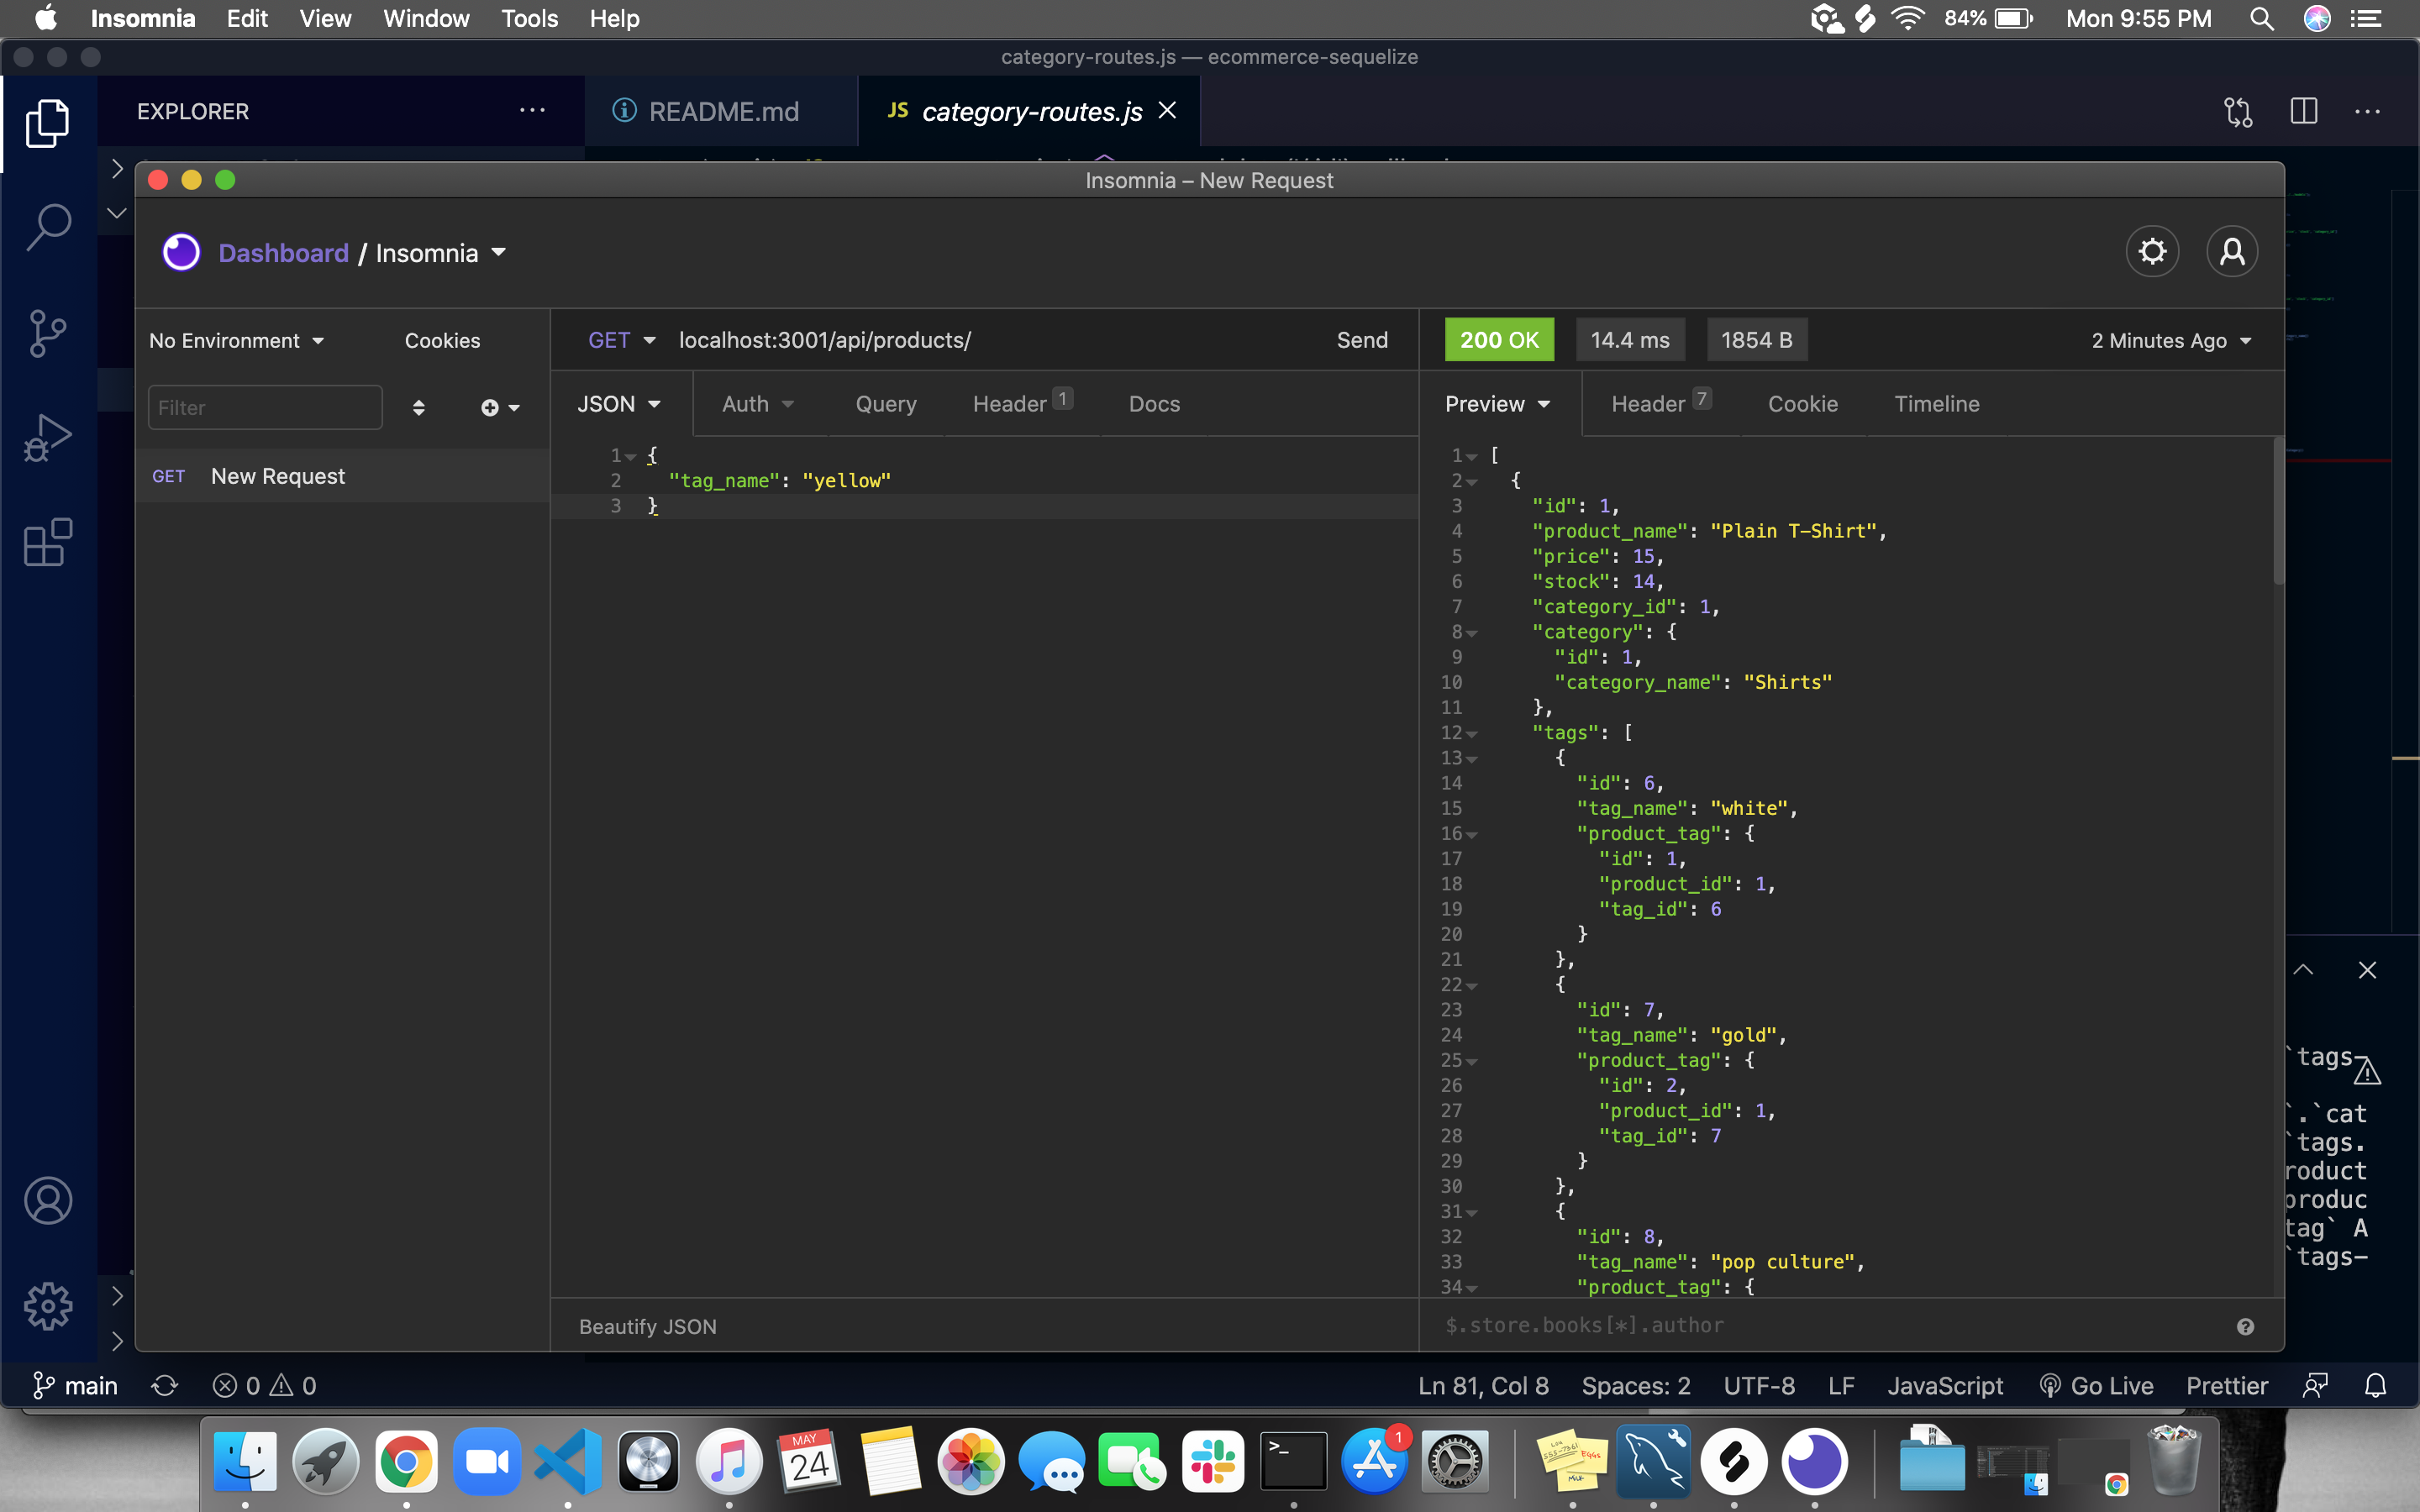 Insomnia Edit View Window Tools Help 84% Mon 9:55 PM
category-routes.js — ecommerce-sequelize
EXPLORER README.md JS category-routes.js
Insomnia – New Request
Dashboard / Insomnia
No Environment Cookies GET localhost:3001/api/products/ Send 200 OK 14.4 ms 1854 B 2 Minutes Ago
Filter JSON Auth Query Header 1 Docs Preview Header 7 Cookie Timeline
GET New Request
1 {
2 "tag_name": "yellow"
3 }
1 [
2 {
3 "id": 1,
4 "product_name": "Plain T-Shirt",
5 "price": 15,
6 "stock": 14,
7 "category_id": 1,
8 "category": {
9 "id": 1,
10 "category_name": "Shirts"
11 },
12 "tags": [
13 {
14 "id": 6,
15 "tag_name": "white",
16 "product_tag": {
17 "id": 1,
18 "product_id": 1,
19 "tag_id": 6
20 }
21 },
22 {
23 "id": 7,
24 "tag_name": "gold",
25 "product_tag": {
26 "id": 2,
27 "product_id": 1,
28 "tag_id": 7
29 }
30 },
31 {
32 "id": 8,
33 "tag_name": "pop culture",
34 "product_tag": {
`tags-
`.`cat
`tags.
roduct
produc
tag` A
`tags-
Beautify JSON $.store.books[*].author
main 0 0 Ln 81, Col 8 Spaces: 2 UTF-8 LF JavaScript Go Live Prettier
MAY
24
>_
1